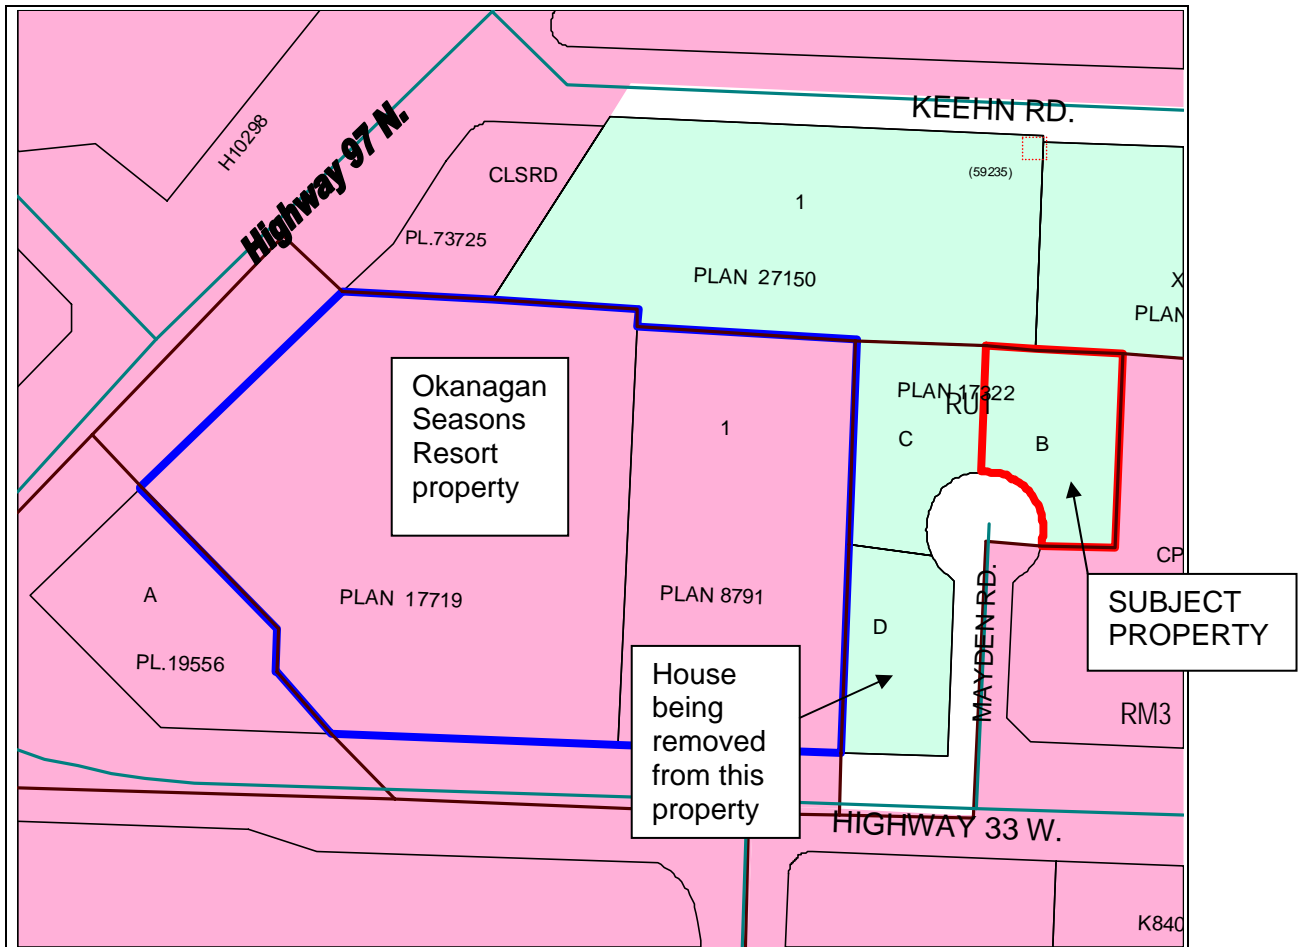 KEEHN RD.
H10298
Highway 97 N.
CLSRD
(59235)
1
PL.73725
PLAN 27150
X
PLAN
Okanagan
Seasons
Resort
property
PLAN 17322
RU1
1
C
B
CP
A
PLAN 17719
PLAN 8791
SUBJECT
PROPERTY
D
MAYDEN RD.
PL.19556
House
being
removed
from this
property
RM3
HIGHWAY 33 W.
K840